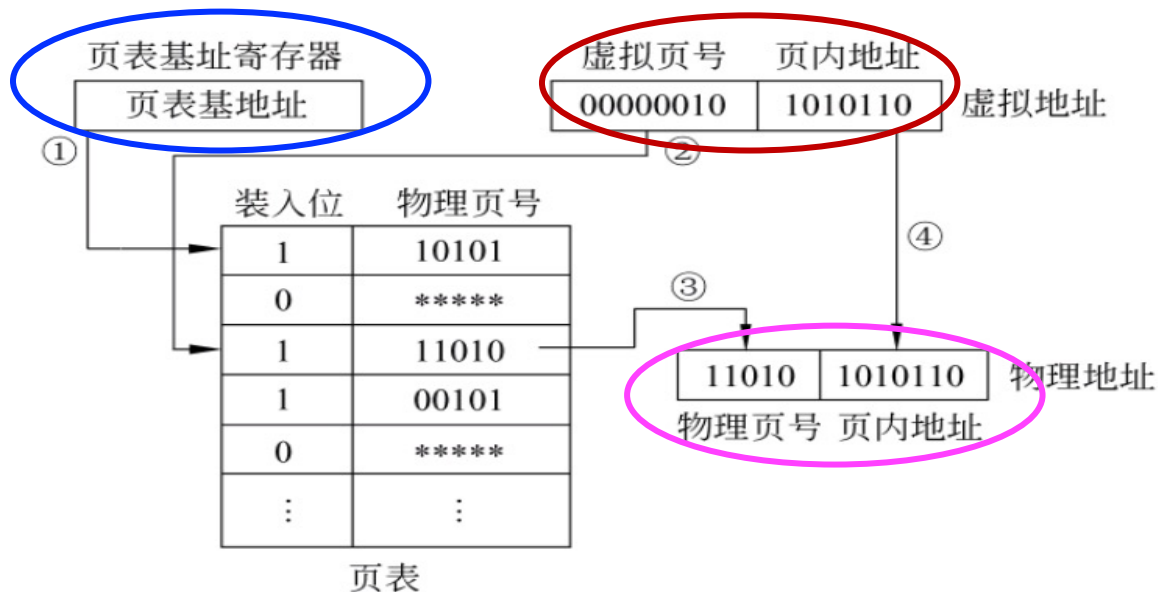 页表基址寄存器
页表基地址
虚拟页号 页内地址
00000010 1010110 虚拟地址
① ②
装入位 物理页号
1 10101
0 *****
1 11010
1 00101
0 *****
⋮ ⋮
页表
③ ④
11010 1010110 物理地址
物理页号 页内地址